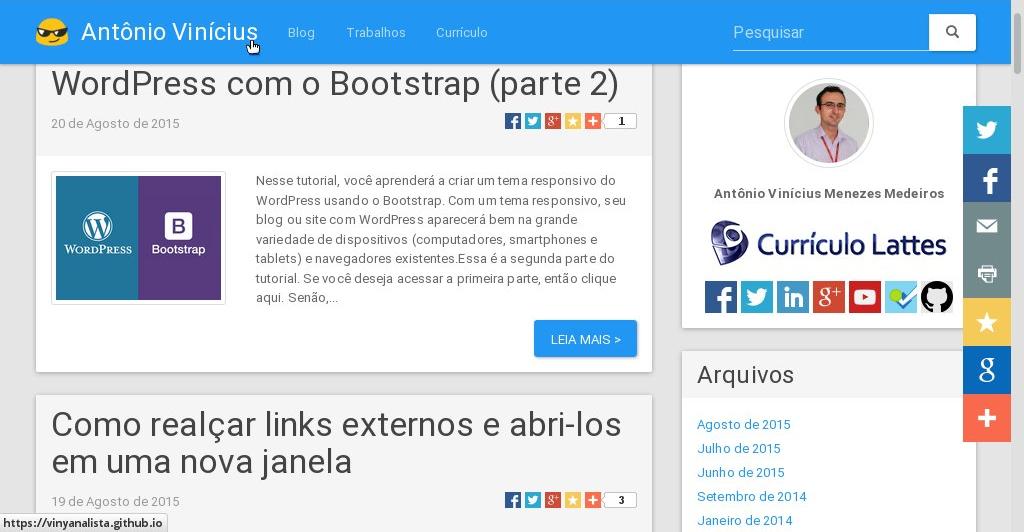 Antônio Vinícius
Blog
Trabalhos
Currículo
Pesquisar
WordPress com o Bootstrap (parte 2)
20 de Agosto de 2015
1
WORDPRESS
B
Bootstrap
Nesse tutorial, você aprenderá a criar um tema responsivo do
WordPress usando o Bootstrap. Com um tema responsivo, seu
blog ou site com WordPress aparecerá bem na grande
variedade de dispositivos (computadores, smartphones e
tablets) e navegadores existentes.Essa é a segunda parte do
tutorial. Se você deseja acessar a primeira parte, então clique
aqui. Senão,...
LEIA MAIS >
Como realçar links externos e abri-los
em uma nova janela
19 de Agosto de 2015
3
Antônio Vinícius Menezes Medeiros
Currículo Lattes
Arquivos
Agosto de 2015
Julho de 2015
Junho de 2015
Setembro de 2014
Janeiro de 2014
https://vinyanalista.github.io